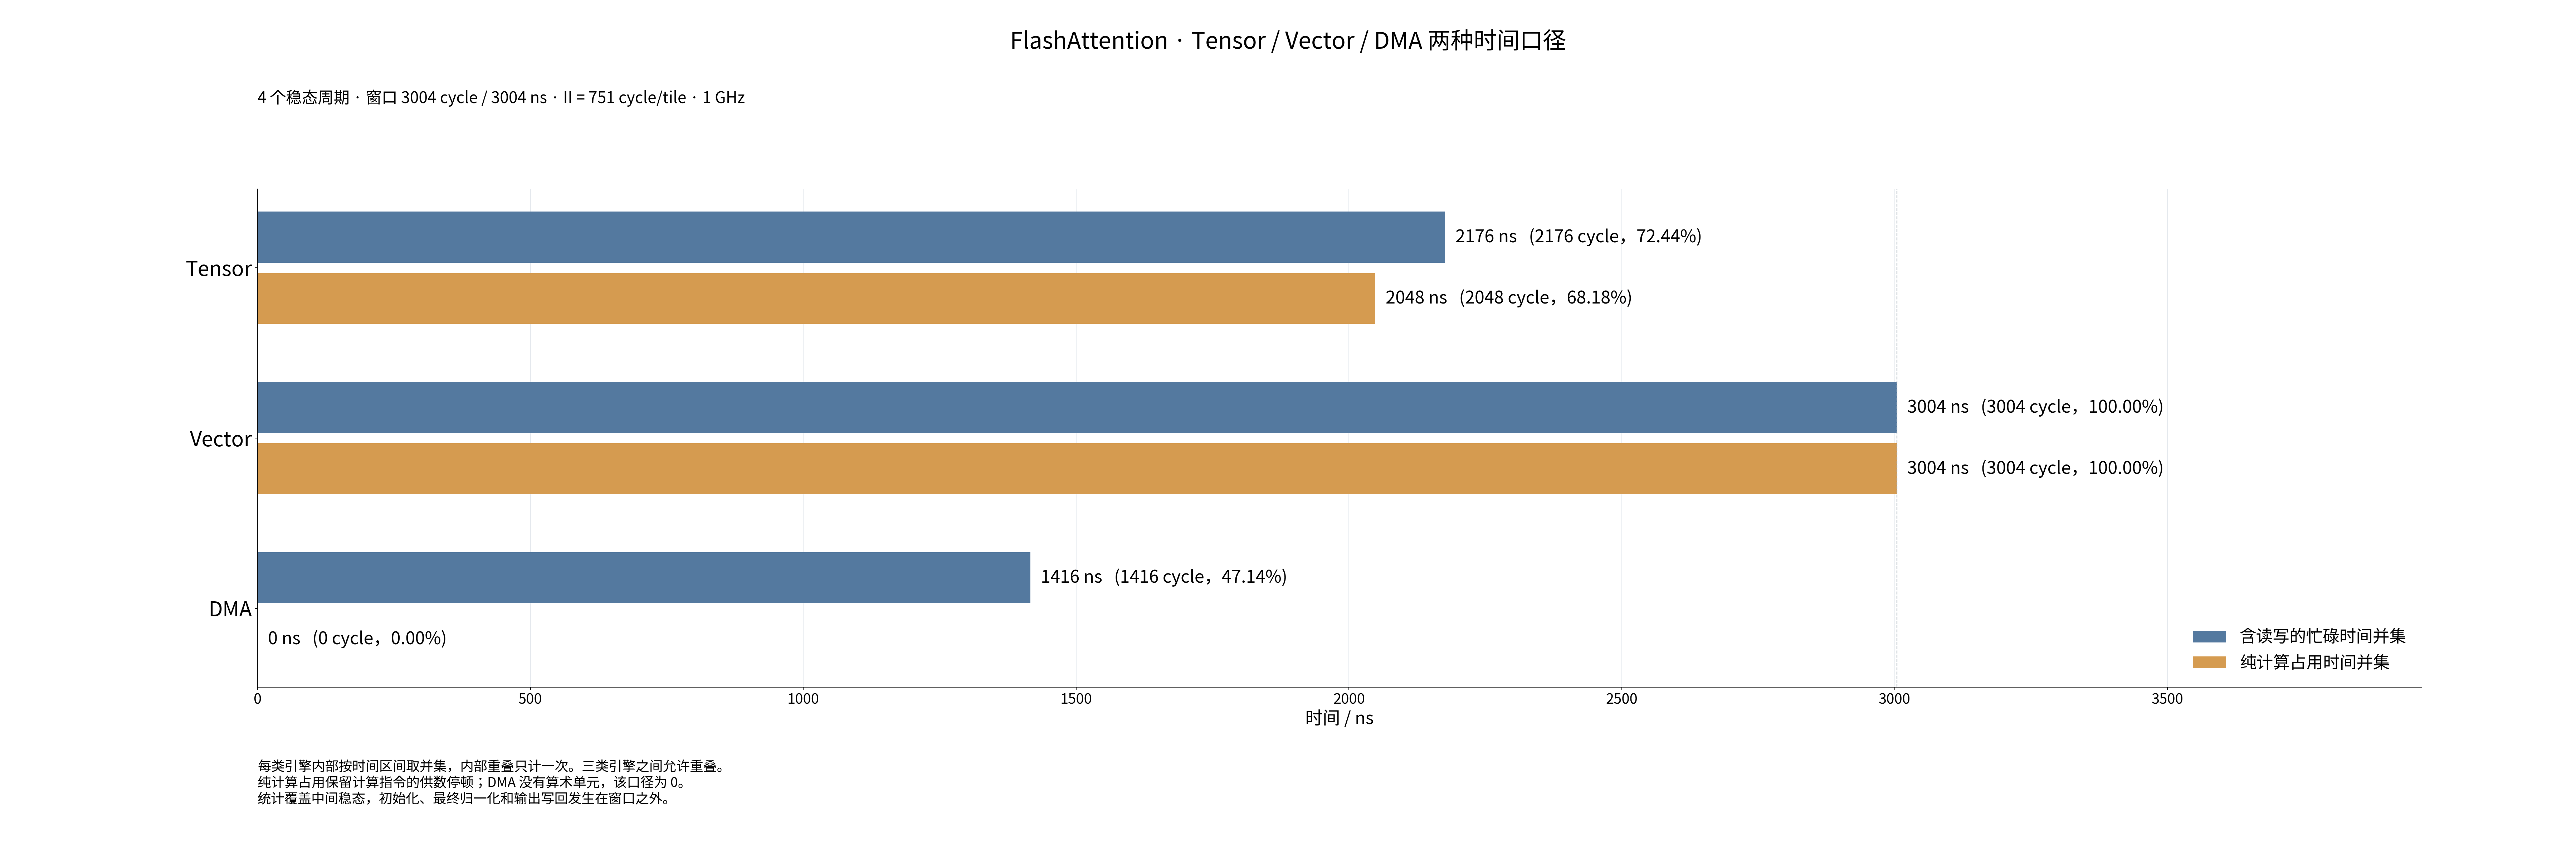 FlashAttention · Tensor / Vector / DMA 两种时间口径
4 个稳态周期 · 窗口 3004 cycle / 3004 ns · II = 751 cycle/tile · 1 GHz
Tensor
2176 ns (2176 cycle，72.44%)
2048 ns (2048 cycle，68.18%)
Vector
3004 ns (3004 cycle，100.00%)
3004 ns (3004 cycle，100.00%)
DMA
1416 ns (1416 cycle，47.14%)
0 ns (0 cycle，0.00%)
含读写的忙碌时间并集
纯计算占用时间并集
0 500 1000 1500 2000 2500 3000 3500
时间 / ns
每类引擎内部按时间区间取并集，内部重叠只计一次。三类引擎之间允许重叠。
纯计算占用保留计算指令的供数停顿；DMA 没有算术单元，该口径为 0。
统计覆盖中间稳态，初始化、最终归一化和输出写回发生在窗口之外。